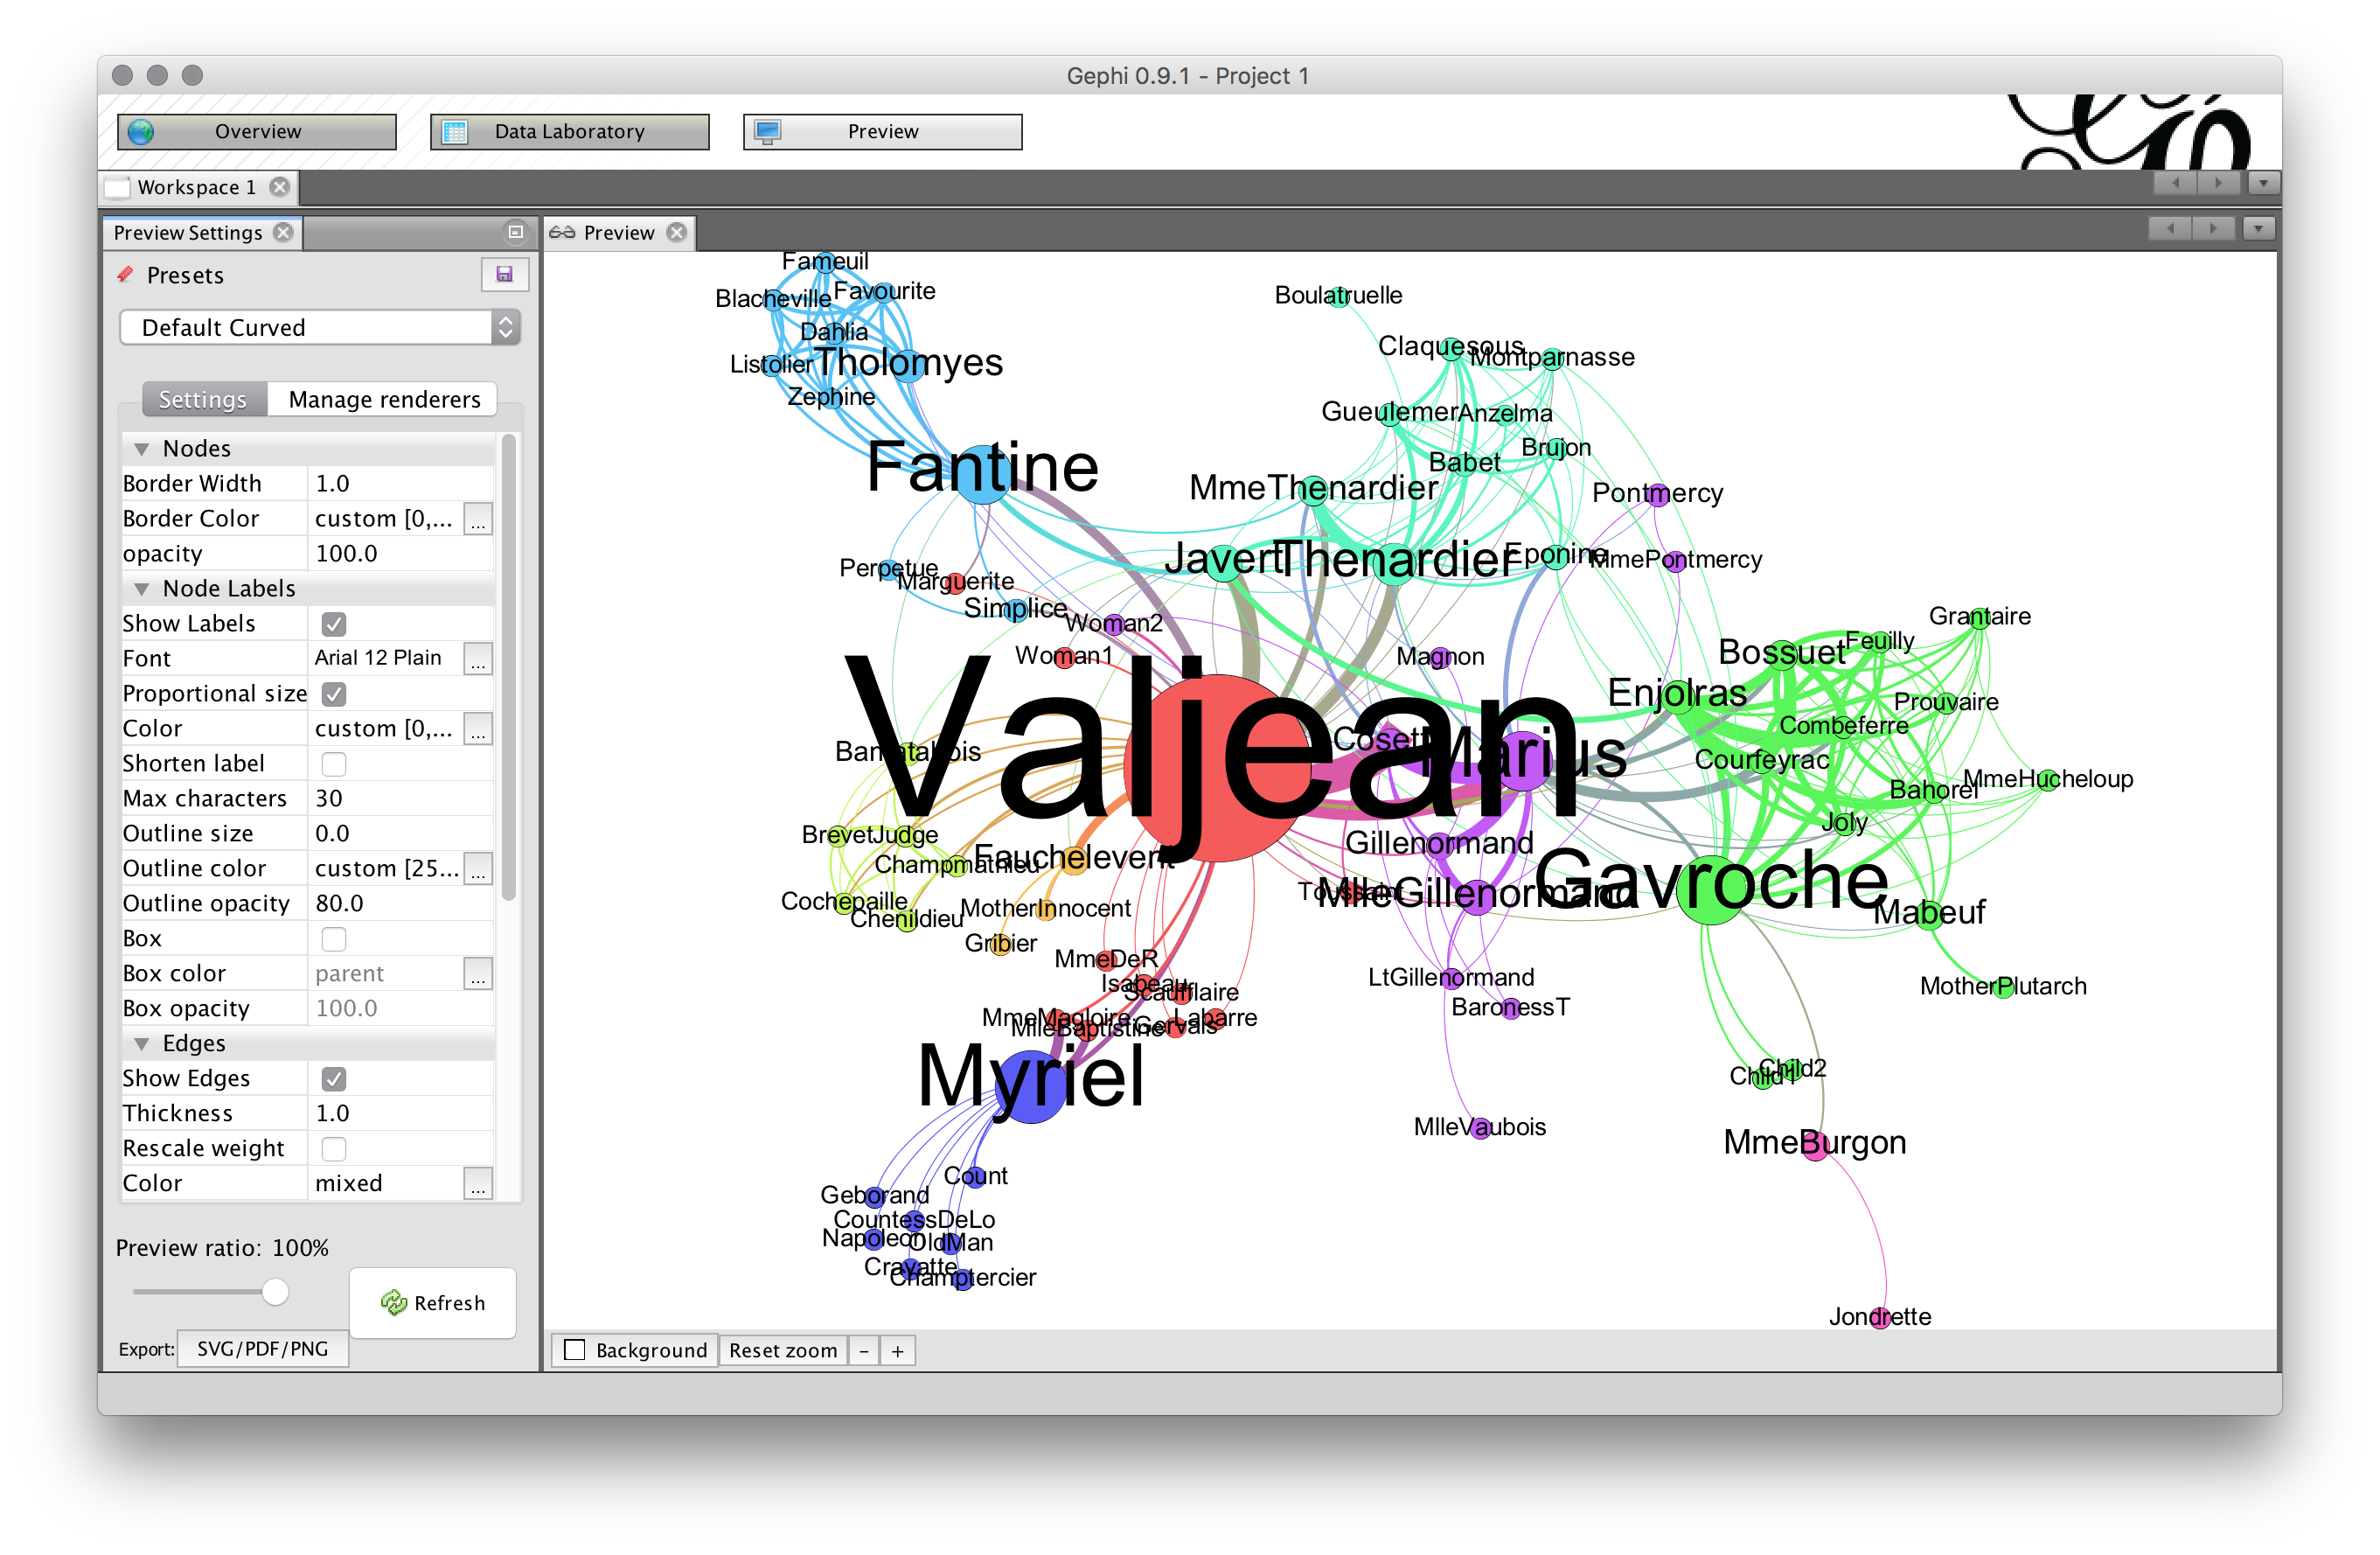 Gephi 0.9.1 - Project 1
Overview
Data Laboratory
Preview
Workspace 1
Preview Settings
Presets
Default Curved
Settings
Manage renderers
Nodes
Border Width 1.0
Border Color custom [0,... ...
opacity 100.0
Node Labels
Show Labels
Font Arial 12 Plain ...
Proportional size
Color custom [0,... ...
Shorten label
Max characters 30
Outline size 0.0
Outline color custom [25... ...
Outline opacity 80.0
Box
Box color parent ...
Box opacity 100.0
Edges
Show Edges
Thickness 1.0
Rescale weight
Color mixed ...
Preview ratio: 100%
Refresh
Export: SVG/PDF/PNG
Preview
Fameuil
Blacheville
Favourite
Dahlia
Listolier
Tholomyes
Zephine
Fantine
Boulatruelle
Claquesous
Montparnasse
Gueulemer
Anzelma
Brujon
Babet
MmeThenardier
Pontmercy
Javert
Thenardier
Eponine
MmePontmercy
Perpetue
Marguerite
Simplice
Woman2
Woman1
Magnon
Grantaire
Bossuet
Feuilly
Enjolras
Prouvaire
Combeferre
Courfeyrac
MmeHucheloup
Bahorel
Joly
Valjean
Cosette
Marius
Bamatabois
Brevet
Judge
Champmathieu
Fauchelevent
Gillenormand
Cochepaille
Chenildieu
MotherInnocent
Gribier
Toussaint
MlleGillenormand
Gavroche
Mabeuf
MmeDeR
Isabeau
Scaufflaire
LtGillenormand
MotherPlutarch
BaronessT
MmeMagloire
MlleBaptistine
Gervais
Labarre
Myriel
Child1
Child2
MlleVaubois
MmeBurgon
Count
Geborand
CountessDeLo
Napoleon
OldMan
Cravatte
Champtercier
Jondrette
Background
Reset zoom
-
+